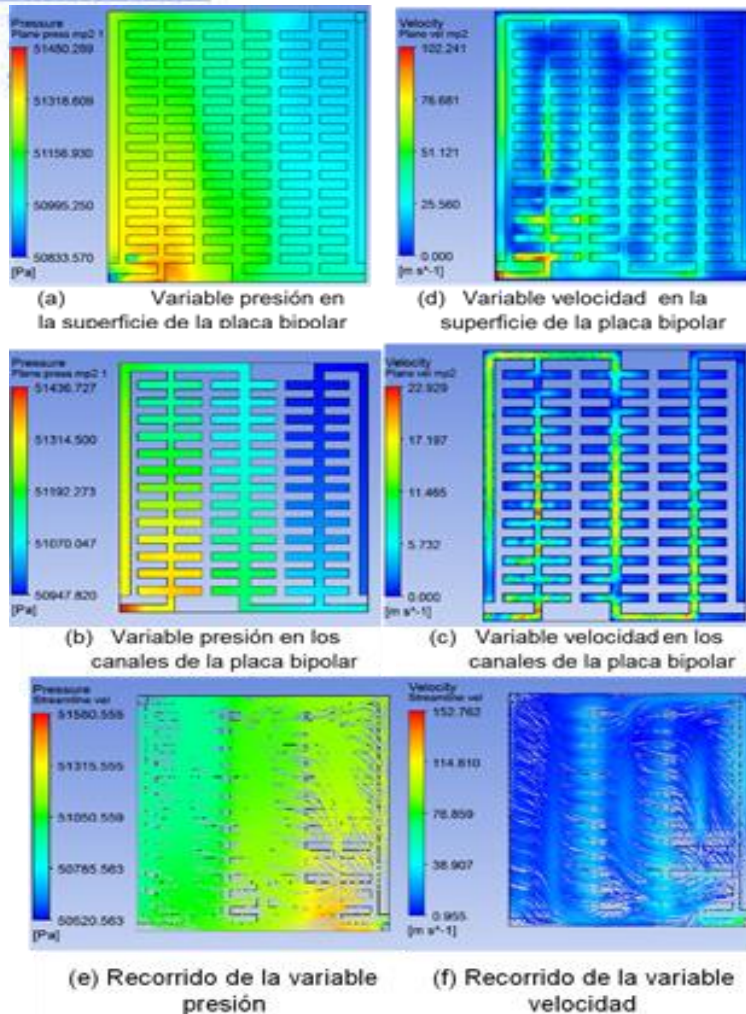 Pressure
Plano press mp2 1
51480.289
51318.609
51156.930
50995.250
50833.570
[Pa]
(a) Variable presión en
la superficie de la placa bipolar
Velocity
Plano vel mp2
102.241
76.681
51.121
25.560
0.000
[m s^-1]
(d) Variable velocidad en la
superficie de la placa bipolar
Pressure
Plano press mp2 1
51436.727
51314.500
51192.273
51070.047
50947.820
[Pa]
(b) Variable presión en los
canales de la placa bipolar
Velocity
Plano vel mp2
22.929
17.197
11.465
5.732
0.000
[m s^-1]
(c) Variable velocidad en los
canales de la placa bipolar
Pressure
Streamline vel
51580.555
51315.555
51050.559
50785.563
50520.563
[Pa]
(e) Recorrido de la variable
presión
Velocity
Streamline vel
152.762
114.810
76.859
38.907
0.955
[m s^-1]
(f) Recorrido de la variable
velocidad